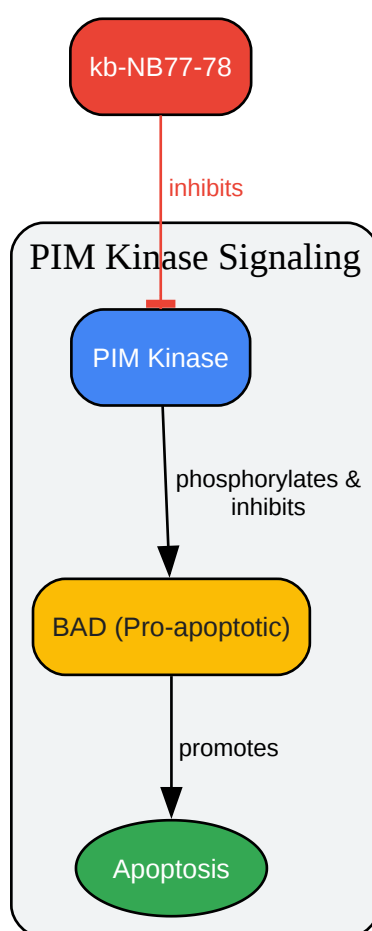 kb-NB77-78
inhibits
PIM Kinase Signaling
PIM Kinase
phosphorylates &
inhibits
BAD (Pro-apoptotic)
promotes
Apoptosis